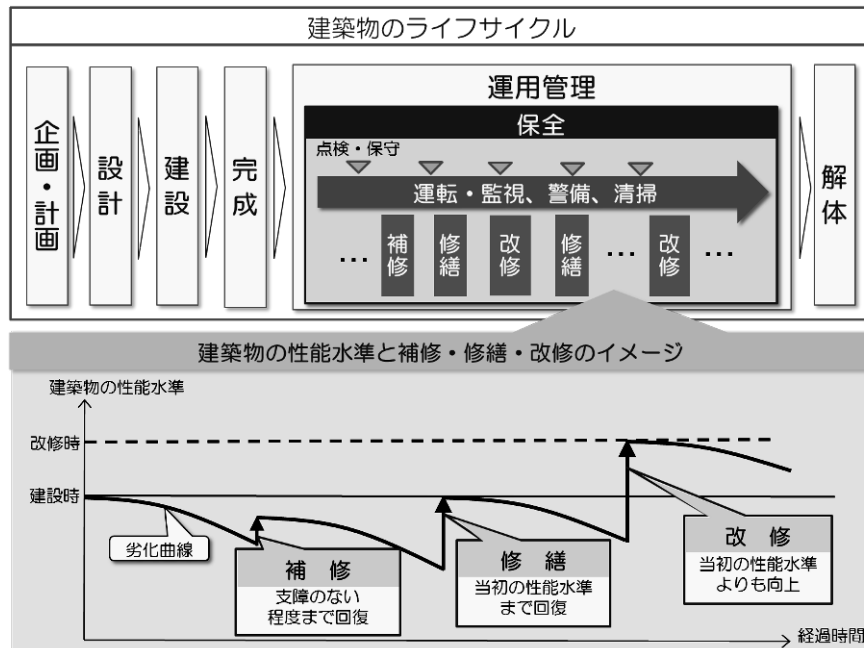 建築物のライフサイクル
企画・計画
設計
建設
完成
運用管理
保全
点検・保守
運転・監視、警備、清掃
…
補修
修繕
改修
修繕
…
改修
…
解体
建築物の性能水準と補修・修繕・改修のイメージ
建築物の性能水準
改修時
建設時
劣化曲線
補 修
支障のない
程度まで回復
修 繕
当初の性能水準
まで回復
改 修
当初の性能水準
よりも向上
経過時間